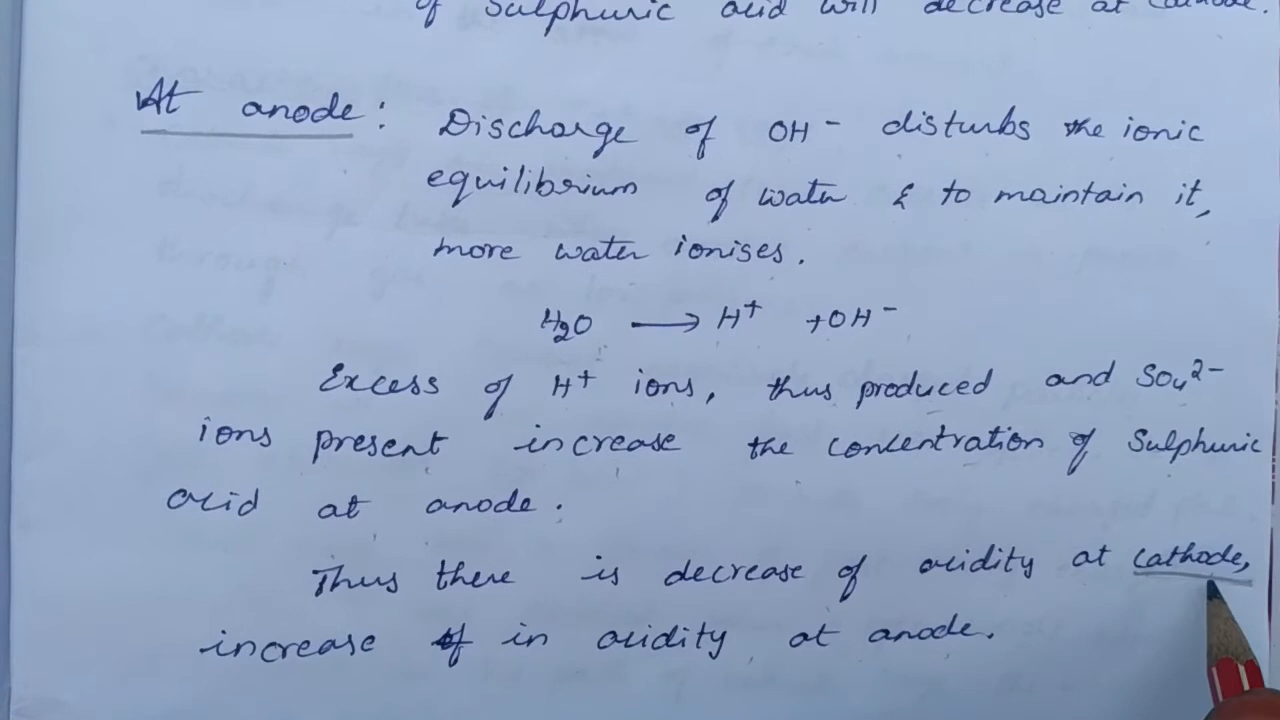 of Sulphuric acid will decrease at cathode.
At anode: Discharge of OH⁻ disturbs the ionic
equilibrium of water & to maintain it,
more water ionises.
H₂O ⟶ H⁺ + OH⁻
Excess of H⁺ ions, thus produced and SO₄²⁻
ions present increase the concentration of Sulphuric
acid at anode.
Thus there is decrease of acidity at cathode,
increase in acidity at anode.